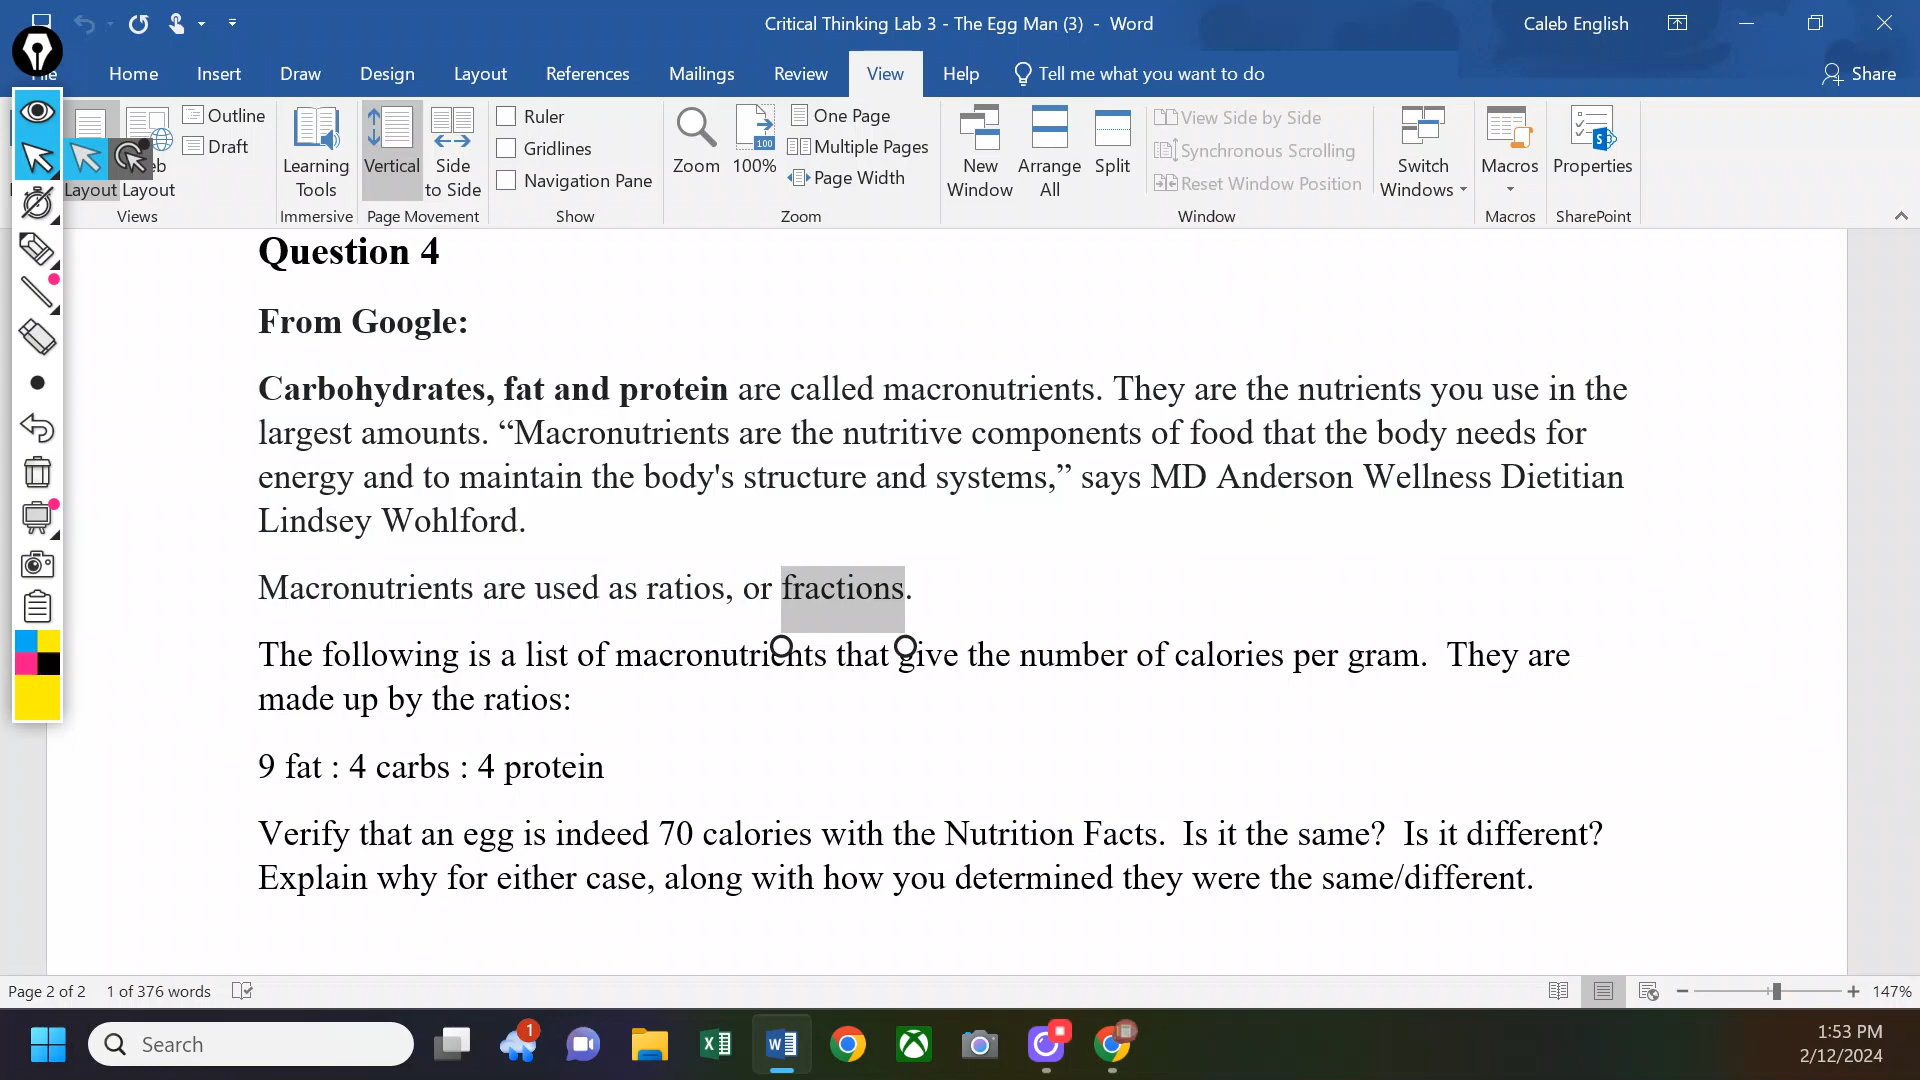 Critical Thinking Lab 3 - The Egg Man (3) - Word
Caleb English
Home Insert Draw Design Layout References Mailings Review View Help Tell me what you want to do
Share
Outline
Draft
Layout
Layout
Views
Learning Tools
Immersive
Vertical
Side to Side
Page Movement
Ruler
Gridlines
Navigation Pane
Show
Zoom
100
100%
One Page
Multiple Pages
Page Width
Zoom
New Window
Arrange All
Split
View Side by Side
Synchronous Scrolling
Reset Window Position
Switch Windows
Window
Macros
Macros
Properties
SharePoint
Question 4
From Google:
Carbohydrates, fat and protein are called macronutrients. They are the nutrients you use in the
largest amounts. “Macronutrients are the nutritive components of food that the body needs for
energy and to maintain the body's structure and systems,” says MD Anderson Wellness Dietitian
Lindsey Wohlford.
Macronutrients are used as ratios, or fractions.
The following is a list of macronutrients that give the number of calories per gram.  They are
made up by the ratios:
9 fat : 4 carbs : 4 protein
Verify that an egg is indeed 70 calories with the Nutrition Facts.  Is it the same?  Is it different?
Explain why for either case, along with how you determined they were the same/different.
Page 2 of 2 1 of 376 words
147%
Search
1
1:53 PM
2/12/2024